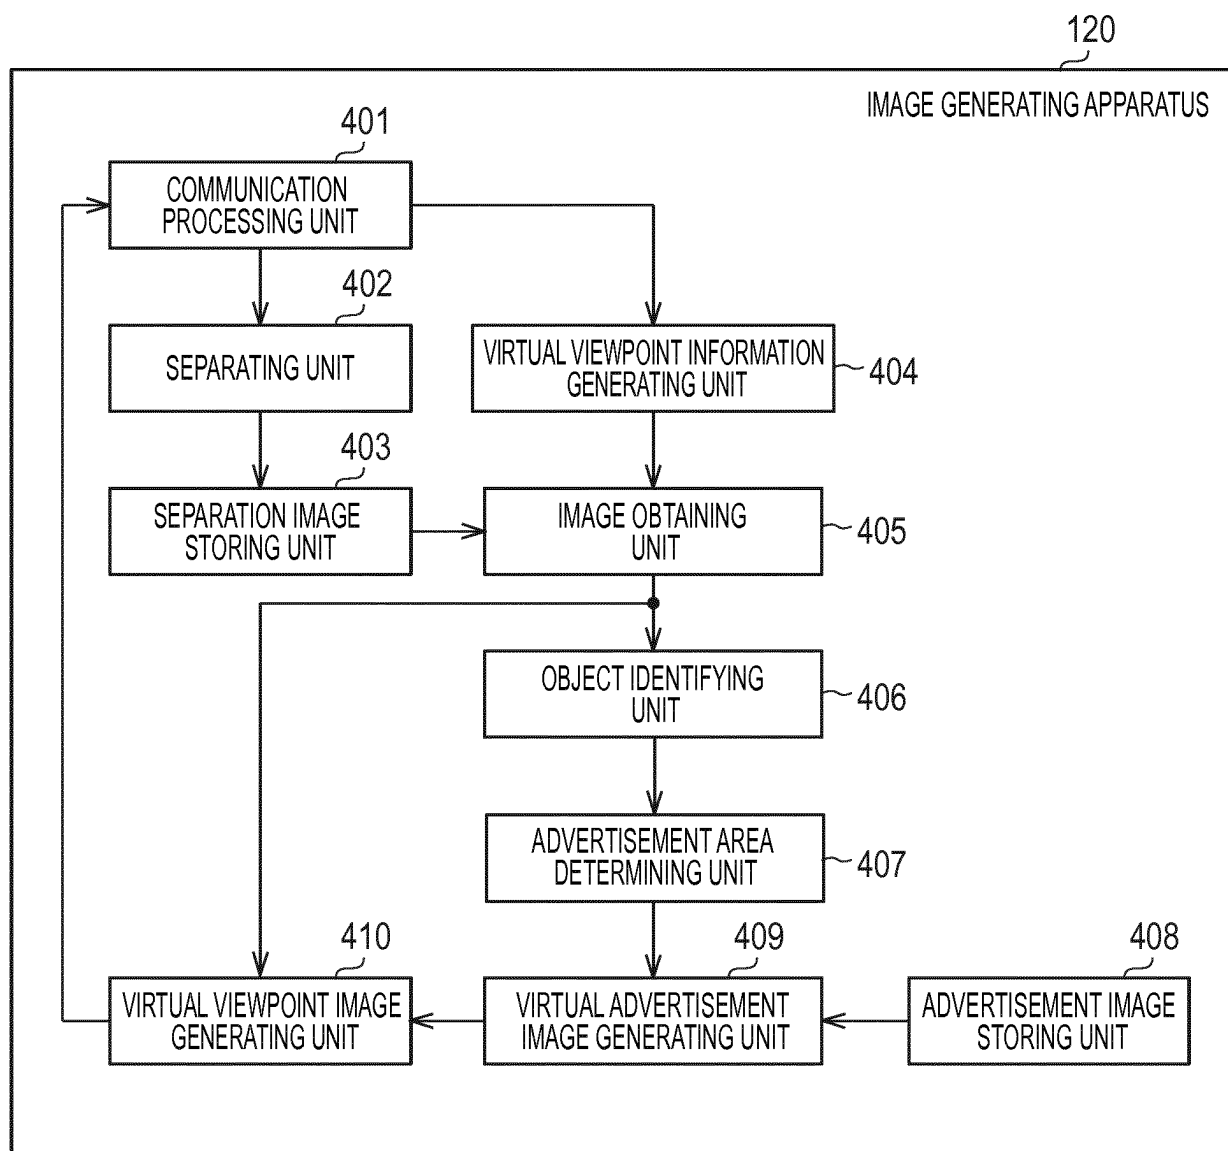 120
IMAGE GENERATING APPARATUS
401
COMMUNICATION
PROCESSING UNIT
402
SEPARATING UNIT
VIRTUAL VIEWPOINT INFORMATION
GENERATING UNIT
404
403
SEPARATION IMAGE
STORING UNIT
IMAGE OBTAINING
UNIT
405
OBJECT IDENTIFYING
UNIT
406
ADVERTISEMENT AREA
DETERMINING UNIT
407
410
VIRTUAL VIEWPOINT IMAGE
GENERATING UNIT
409
VIRTUAL ADVERTISEMENT
IMAGE GENERATING UNIT
408
ADVERTISEMENT IMAGE
STORING UNIT